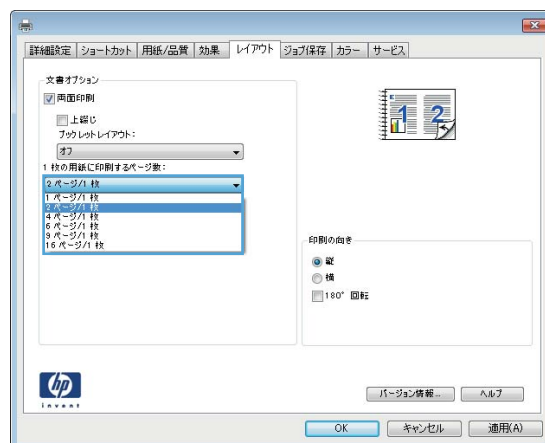 詳細設定 ショートカット 用紙/品質 効果 レイアウト ジョブ保存 カラー サービス
文書オプション
両面印刷
上綴じ
ブックレットレイアウト:
オフ
1 枚の用紙に印刷するページ数:
2 ページ/1 枚
1 ページ/1 枚
2 ページ/1 枚
4 ページ/1 枚
6 ページ/1 枚
9 ページ/1 枚
16 ページ/1 枚
1 2
印刷の向き
縦
横
180° 回転
hp
invent
バージョン情報... ヘルプ
OK キャンセル 適用(A)